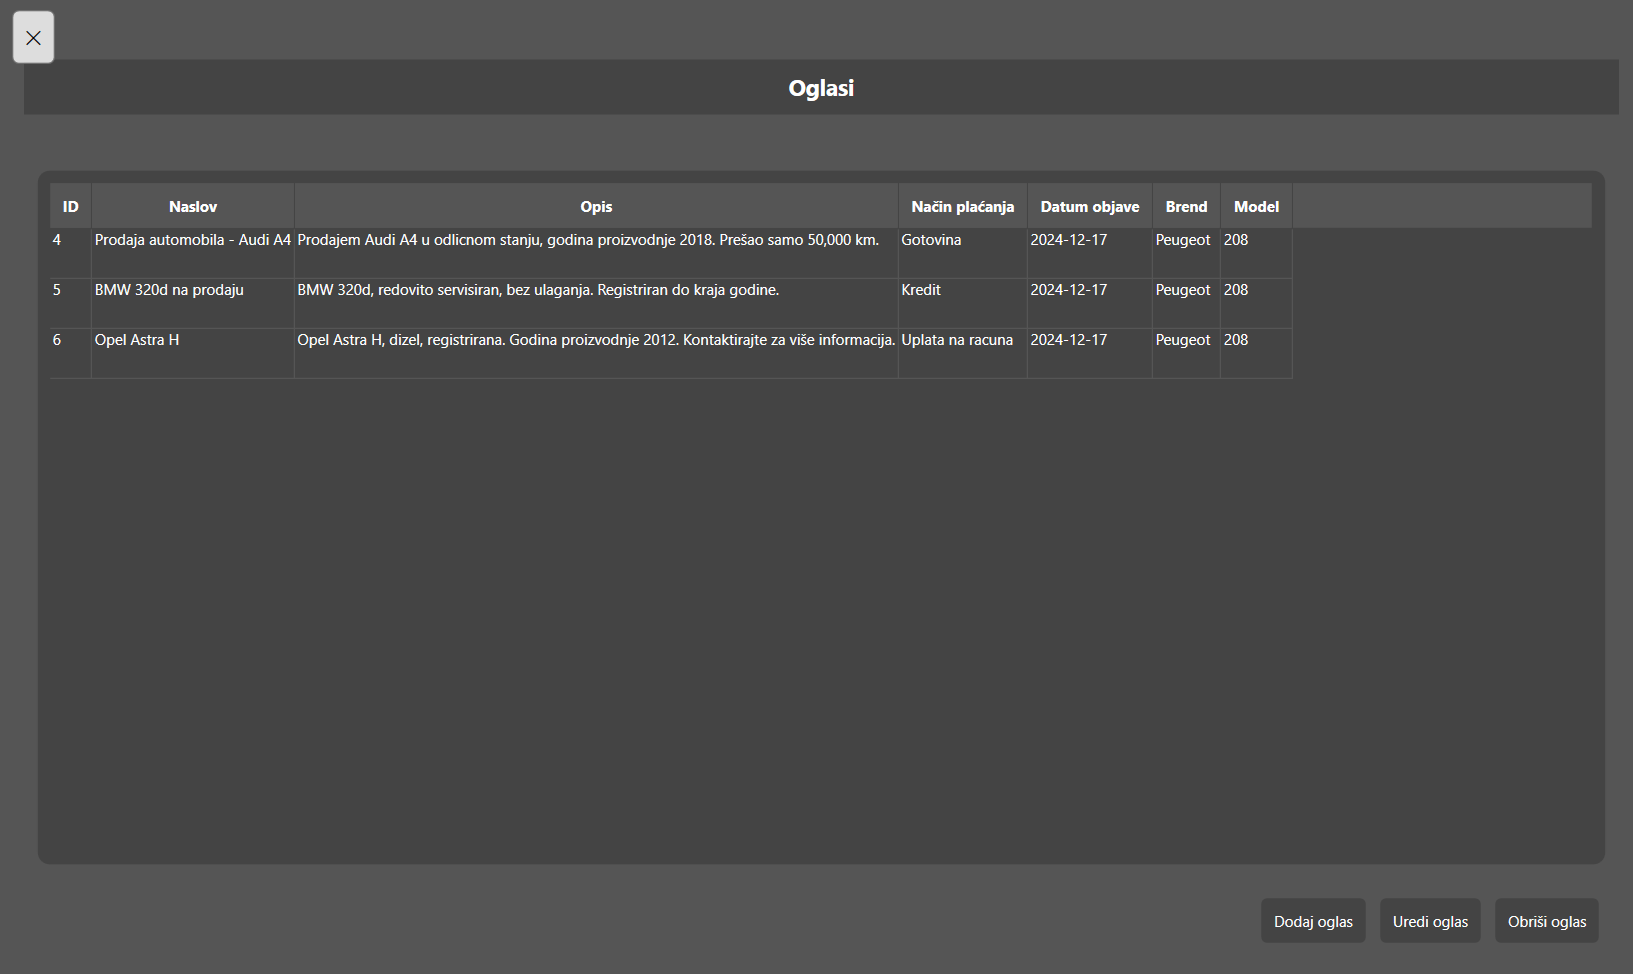 Oglasi
ID Naslov Opis Način plaćanja Datum objave Brend Model
4 Prodaja automobila - Audi A4 Prodajem Audi A4 u odlicnom stanju, godina proizvodnje 2018. Prešao samo 50,000 km. Gotovina 2024-12-17 Peugeot 208
5 BMW 320d na prodaju BMW 320d, redovito servisiran, bez ulaganja. Registriran do kraja godine. Kredit 2024-12-17 Peugeot 208
6 Opel Astra H Opel Astra H, dizel, registrirana. Godina proizvodnje 2012. Kontaktirajte za više informacija. Uplata na racuna 2024-12-17 Peugeot 208
Dodaj oglas Uredi oglas Obriši oglas